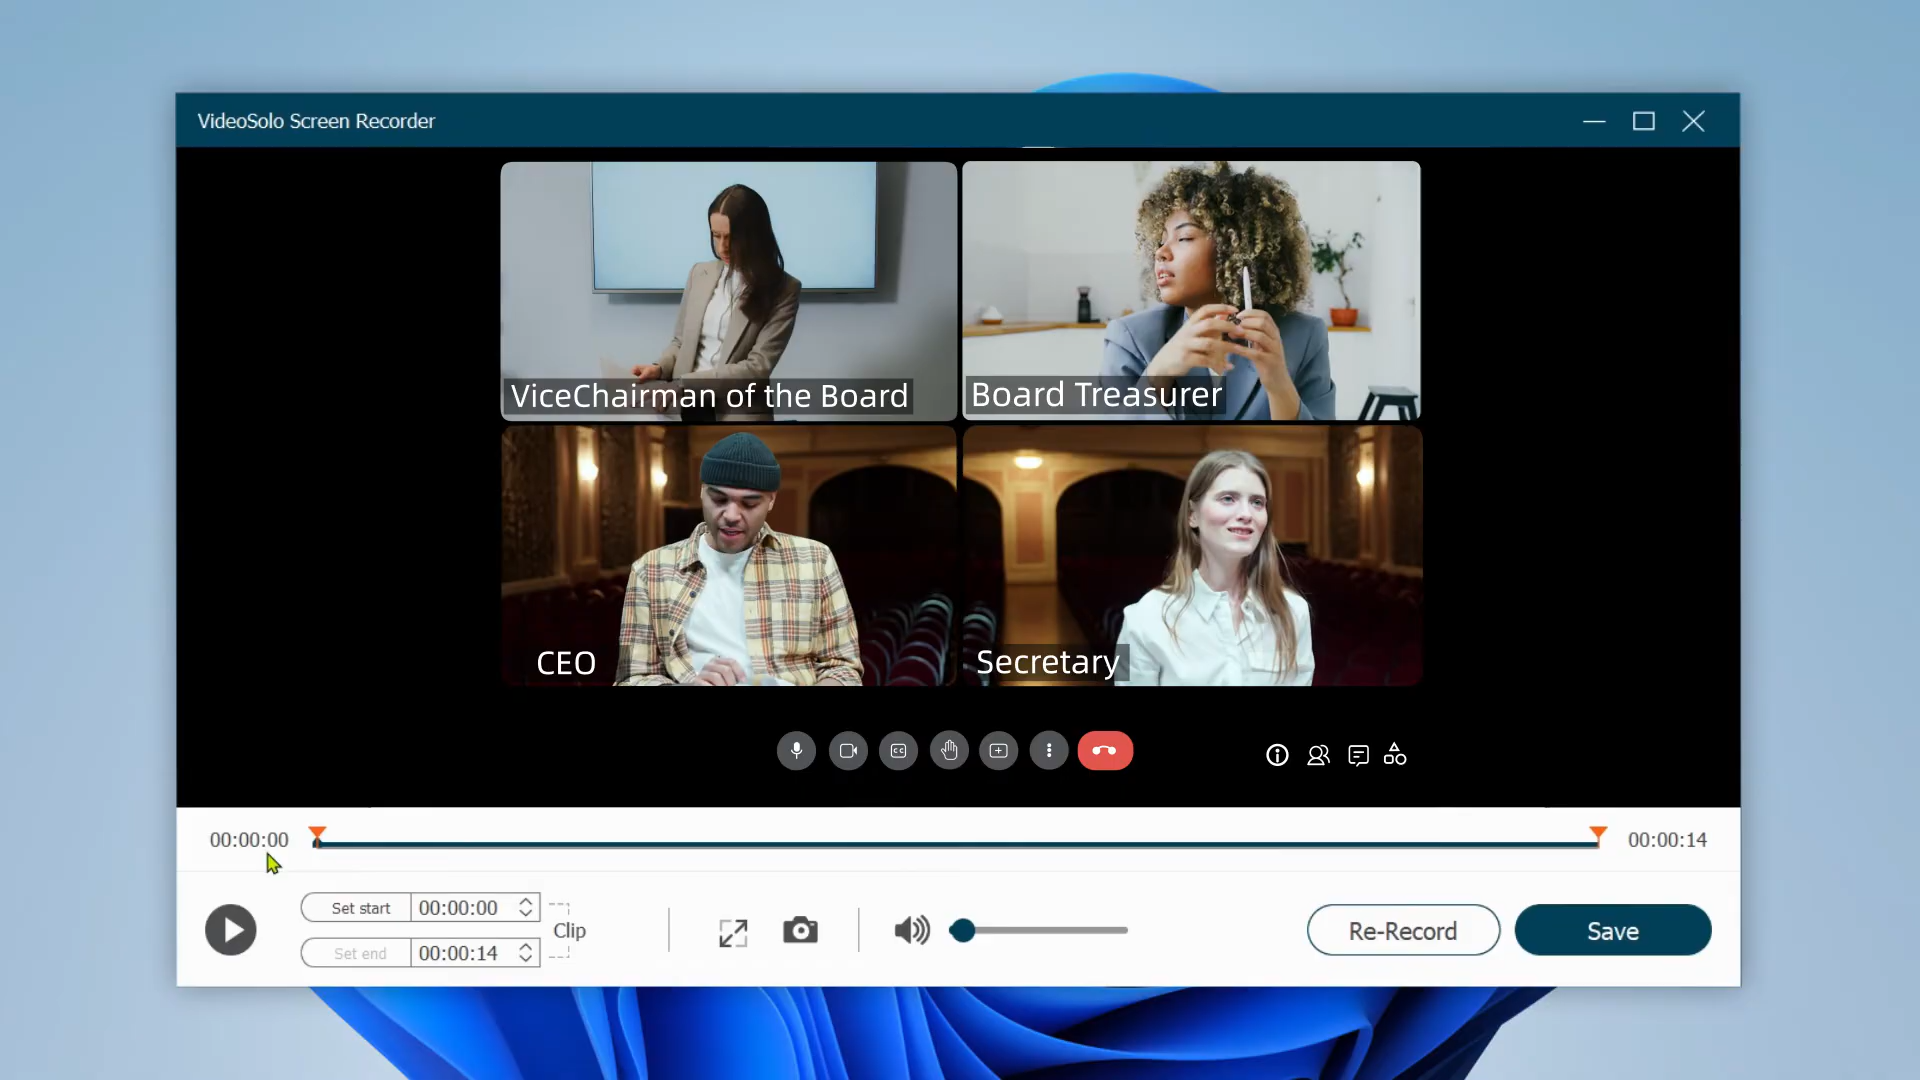 VideoSolo Screen Recorder
ViceChairman of the Board
Board Treasurer
CEO
Secretary
00:00:00
00:00:14
Set start
00:00:00
Clip
Set end
00:00:14
Re-Record
Save